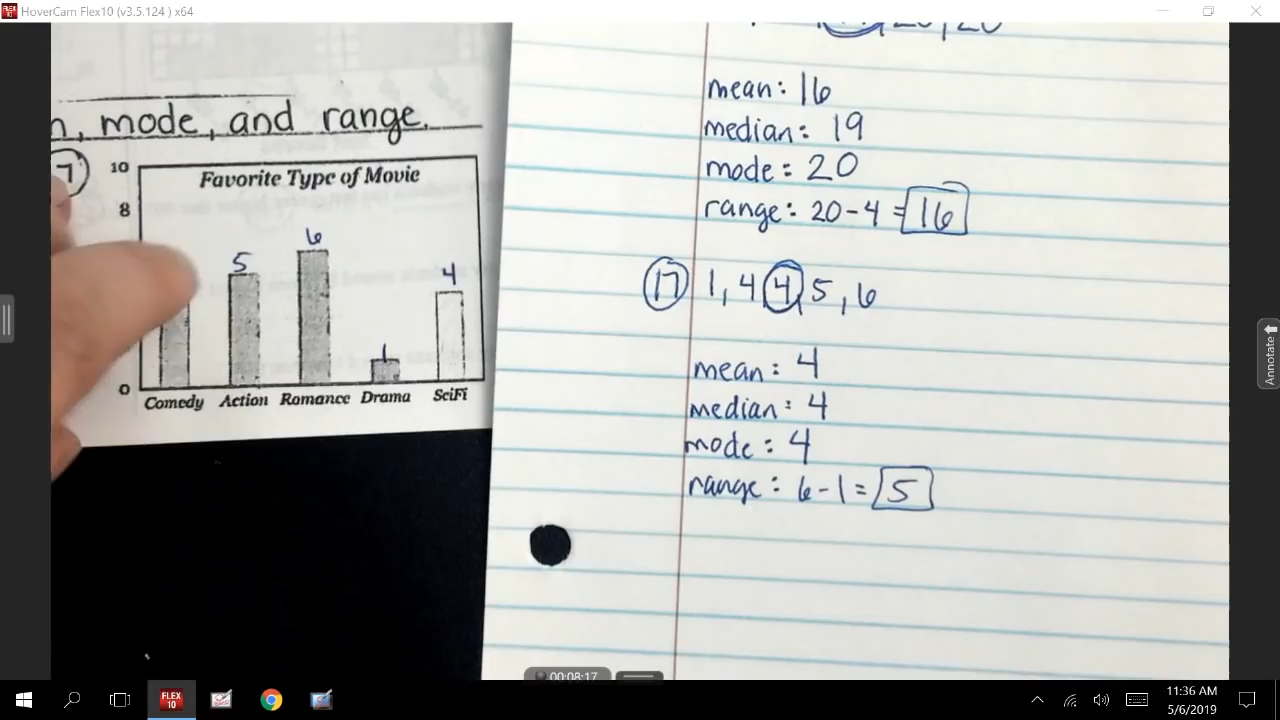 HoverCam Flex10 (v3.5.124 ) x64
mode, and range.
10
Favorite Type of Movie
8
6
5
4
1
0
Comedy Action Romance Drama SciFi
mean: 16
median: 19
mode: 20
range: 20-4 = 16
17 1, 4 4, 5, 6
mean: 4
median: 4
mode: 4
range: 6-1 = 5
Annotate
00:08:17
FLEX 10
11:36 AM
5/6/2019